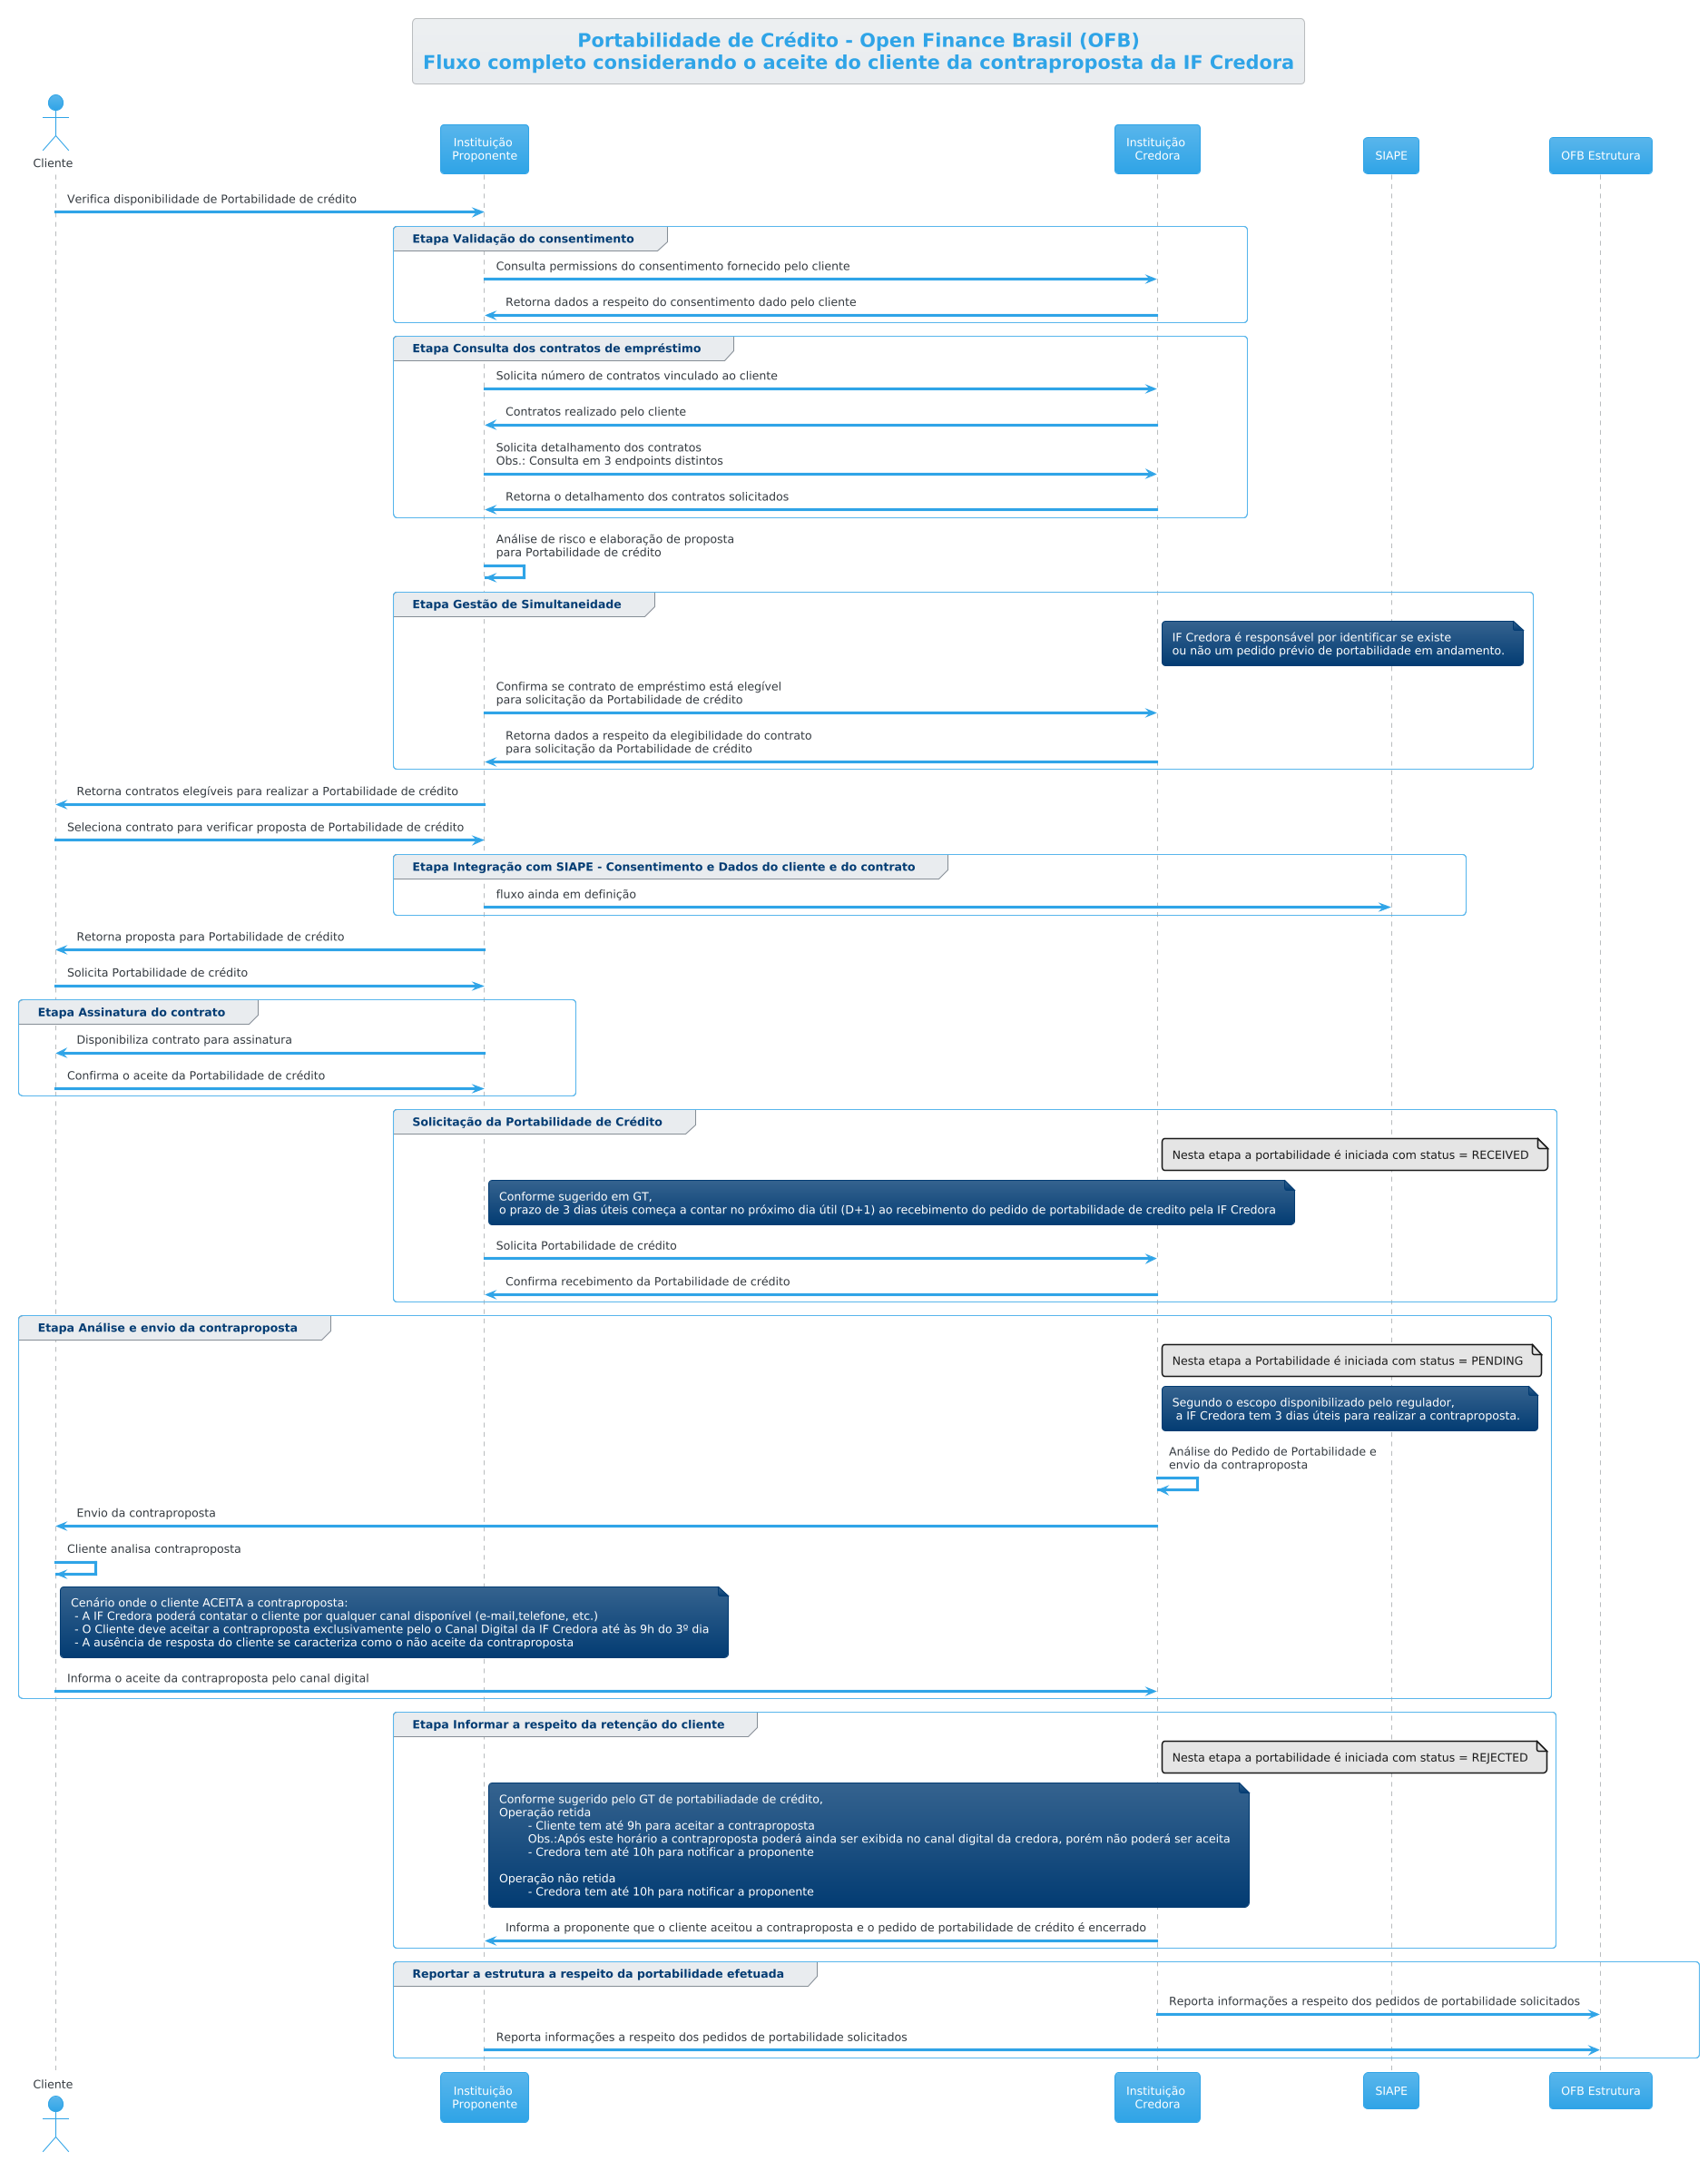 Portabilidade de Crédito - Open Finance Brasil (OFB)
Fluxo completo considerando o aceite do cliente da contraproposta da IF Credora
Cliente
Instituição
Proponente
Instituição
Credora
SIAPE
OFB Estrutura
Verifica disponibilidade de Portabilidade de crédito
Etapa Validação do consentimento
Consulta permissions do consentimento fornecido pelo cliente
Retorna dados a respeito do consentimento dado pelo cliente
Etapa Consulta dos contratos de empréstimo
Solicita número de contratos vinculado ao cliente
Contratos realizado pelo cliente
Solicita detalhamento dos contratos
Obs.: Consulta em 3 endpoints distintos
Retorna o detalhamento dos contratos solicitados
Análise de risco e elaboração de proposta
para Portabilidade de crédito
Etapa Gestão de Simultaneidade
IF Credora é responsável por identificar se existe
ou não um pedido prévio de portabilidade em andamento.
Confirma se contrato de empréstimo está elegível
para solicitação da Portabilidade de crédito
Retorna dados a respeito da elegibilidade do contrato
para solicitação da Portabilidade de crédito
Retorna contratos elegíveis para realizar a Portabilidade de crédito
Seleciona contrato para verificar proposta de Portabilidade de crédito
Etapa Integração com SIAPE - Consentimento e Dados do cliente e do contrato
fluxo ainda em definição
Retorna proposta para Portabilidade de crédito
Solicita Portabilidade de crédito
Etapa Assinatura do contrato
Disponibiliza contrato para assinatura
Confirma o aceite da Portabilidade de crédito
Solicitação da Portabilidade de Crédito
Nesta etapa a portabilidade é iniciada com status = RECEIVED
Conforme sugerido em GT,
o prazo de 3 dias úteis começa a contar no próximo dia útil (D+1) ao recebimento do pedido de portabilidade de credito pela IF Credora
Solicita Portabilidade de crédito
Confirma recebimento da Portabilidade de crédito
Etapa Análise e envio da contraproposta
Nesta etapa a Portabilidade é iniciada com status = PENDING
Segundo o escopo disponibilizado pelo regulador,
a IF Credora tem 3 dias úteis para realizar a contraproposta.
Análise do Pedido de Portabilidade e
envio da contraproposta
Envio da contraproposta
Cliente analisa contraproposta
Cenário onde o cliente ACEITA a contraproposta:
- A IF Credora poderá contatar o cliente por qualquer canal disponível (e-mail,telefone, etc.)
- O Cliente deve aceitar a contraproposta exclusivamente pelo o Canal Digital da IF Credora até às 9h do 3º dia
- A ausência de resposta do cliente se caracteriza como o não aceite da contraproposta
Informa o aceite da contraproposta pelo canal digital
Etapa Informar a respeito da retenção do cliente
Nesta etapa a portabilidade é iniciada com status = REJECTED
Conforme sugerido pelo GT de portabiliadade de crédito,
Operação retida
- Cliente tem até 9h para aceitar a contraproposta
Obs.:Após este horário a contraproposta poderá ainda ser exibida no canal digital da credora, porém não poderá ser aceita
- Credora tem até 10h para notificar a proponente
Operação não retida
- Credora tem até 10h para notificar a proponente
Informa a proponente que o cliente aceitou a contraproposta e o pedido de portabilidade de crédito é encerrado
Reportar a estrutura a respeito da portabilidade efetuada
Reporta informações a respeito dos pedidos de portabilidade solicitados
Reporta informações a respeito dos pedidos de portabilidade solicitados
Cliente
Instituição
Proponente
Instituição
Credora
SIAPE
OFB Estrutura